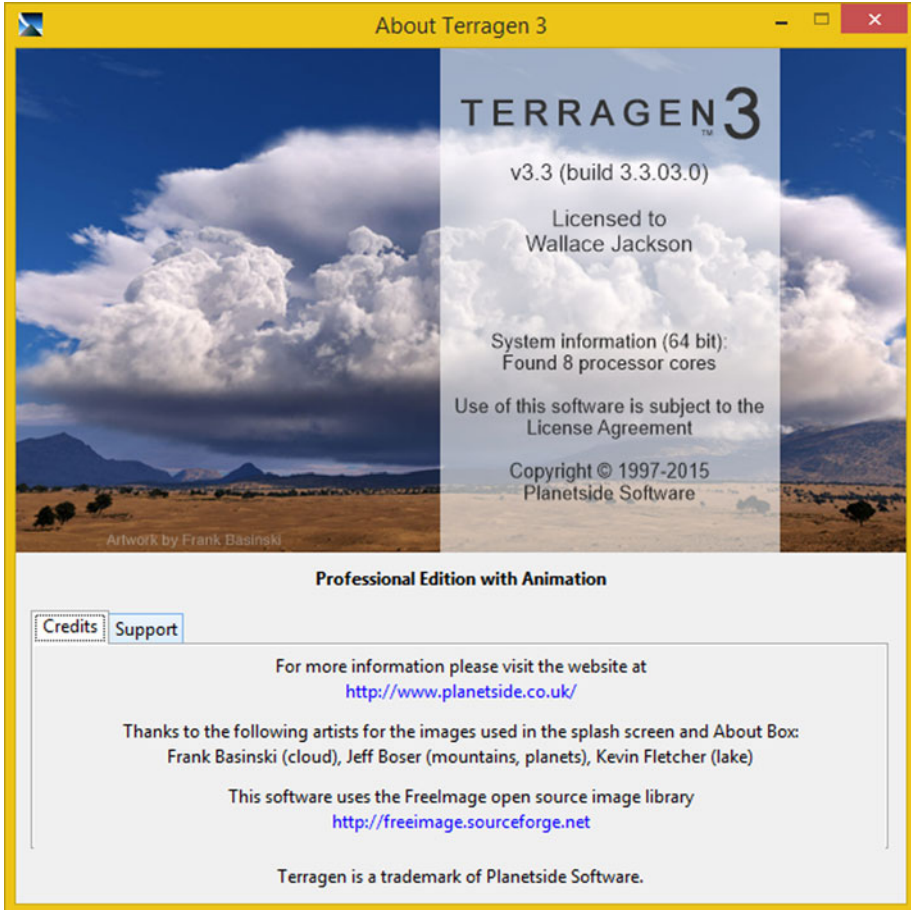 About Terragen 3
TERRAGEN™ 3
v3.3 (build 3.3.03.0)
Licensed to
Wallace Jackson
System information (64 bit):
Found 8 processor cores
Use of this software is subject to the
License Agreement
Copyright © 1997-2015
Planetside Software
Artwork by Frank Basinski
Professional Edition with Animation
Credits Support
For more information please visit the website at
http://www.planetside.co.uk/
Thanks to the following artists for the images used in the splash screen and About Box:
Frank Basinski (cloud), Jeff Boser (mountains, planets), Kevin Fletcher (lake)
This software uses the FreeImage open source image library
http://freeimage.sourceforge.net
Terragen is a trademark of Planetside Software.